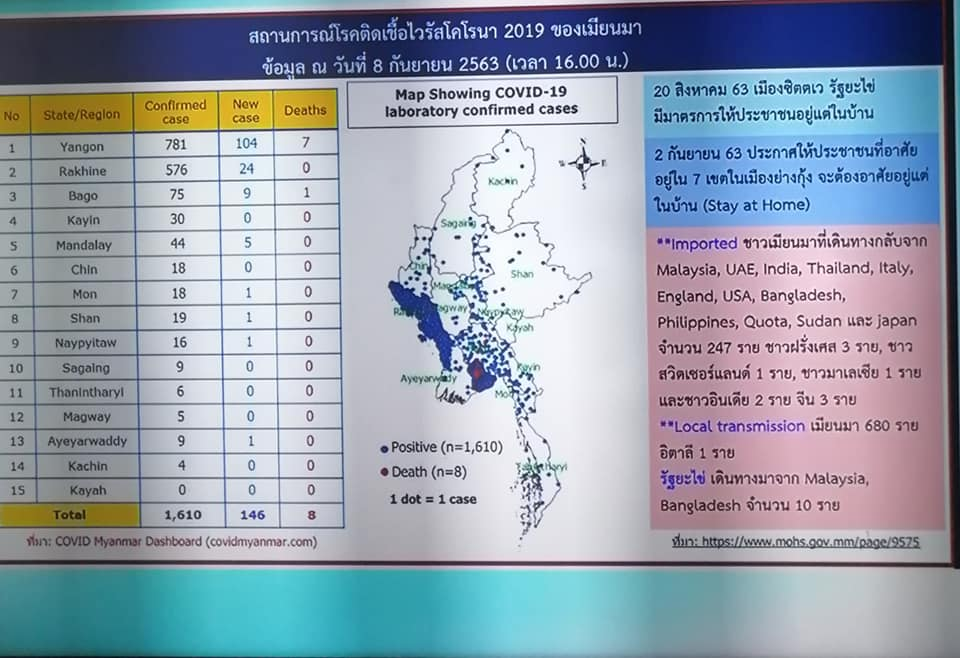 สถานการณ์โรคติดเชื้อไวรัสโคโรนา 2019 ของเมียนมา
ข้อมูล ณ วันที่ 8 กันยายน 2563 (เวลา 16.00 น.)
No State/Region Confirmed case New case Deaths
1 Yangon 781 104 7
2 Rakhine 576 24 0
3 Bago 75 9 1
4 Kayin 30 0 0
5 Mandalay 44 5 0
6 Chin 18 0 0
7 Mon 18 1 0
8 Shan 19 1 0
9 Naypyitaw 16 1 0
10 Sagaing 9 0 0
11 Thanintharyi 6 0 0
12 Magway 5 0 0
13 Ayeyarwaddy 9 1 0
14 Kachin 4 0 0
15 Kayah 0 0 0
Total 1,610 146 8
ที่มา: COVID Myanmar Dashboard (covidmyanmar.com)
Map Showing COVID-19
laboratory confirmed cases
N
W E
S
Kachin
Sagaing
Chin
Shan
Magway
Naypyitaw
Kayah
Kayin
Ayeyarwaddy
Mon
Positive (n=1,610)
Death (n=8)
1 dot = 1 case
20 สิงหาคม 63 เมืองซิตตเว รัฐยะไข่
มีมาตรการให้ประชาชนอยู่แต่ในบ้าน
2 กันยายน 63 ประกาศให้ประชาชนที่อาศัย
อยู่ใน 7 เขตในเมืองย่างกุ้ง จะต้องอาศัยอยู่แต่
ในบ้าน (Stay at Home)
**Imported ชาวเมียนมาที่เดินทางกลับจาก
Malaysia, UAE, India, Thailand, Italy,
England, USA, Bangladesh,
Philippines, Quota, Sudan และ japan
จำนวน 247 ราย ชาวฝรั่งเศส 3 ราย, ชาว
สวิตเซอร์แลนด์ 1 ราย, ชาวมาเลเซีย 1 ราย
และชาวอินเดีย 2 ราย จีน 3 ราย
**Local transmission เมียนมา 680 ราย
อิตาลี 1 ราย
รัฐยะไข่ เดินทางมาจาก Malaysia,
Bangladesh จำนวน 10 ราย
ที่มา: https://www.mohs.gov.mm/page/9575